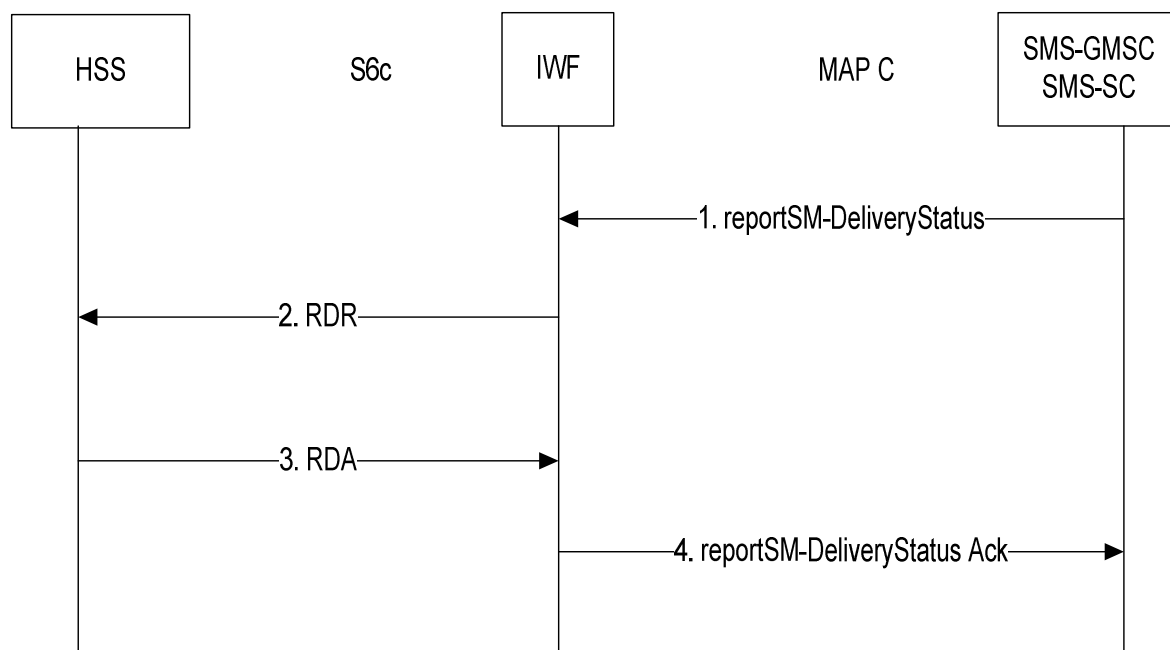 HSS
S6c
IWF
MAP C
SMS-GMSC
SMS-SC
1. reportSM-DeliveryStatus
2. RDR
3. RDA
4. reportSM-DeliveryStatus Ack